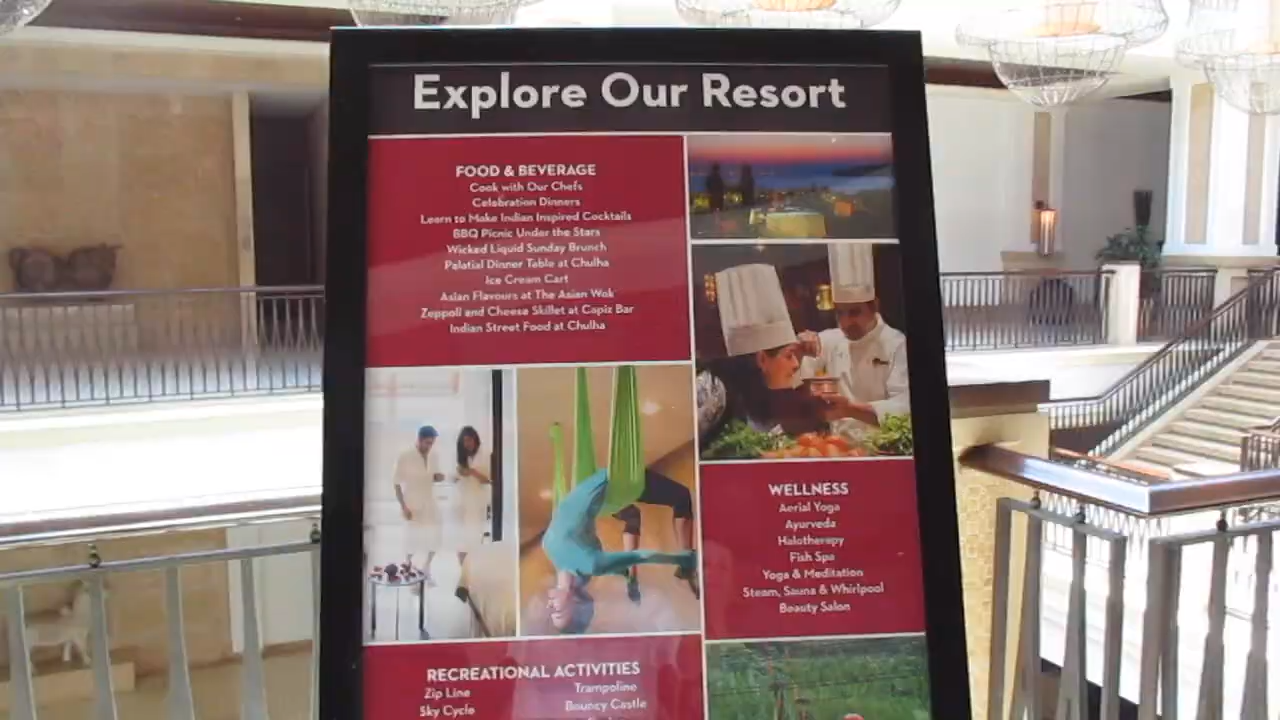 Explore Our Resort
FOOD & BEVERAGE
Cook with Our Chefs
Celebration Dinners
Learn to Make Indian Inspired Cocktails
BBQ Picnic Under the Stars
Wicked Liquid Sunday Brunch
Palatial Dinner Table at Chulha
Ice Cream Cart
Asian Flavours at The Asian Wok
Zeppoli and Cheese Skillet at Capiz Bar
Indian Street Food at Chulha
WELLNESS
Aerial Yoga
Ayurveda
Halotherapy
Fish Spa
Yoga & Meditation
Steam, Sauna & Whirlpool
Beauty Salon
RECREATIONAL ACTIVITIES
Zip Line
Sky Cycle
Trampoline
Bouncy Castle